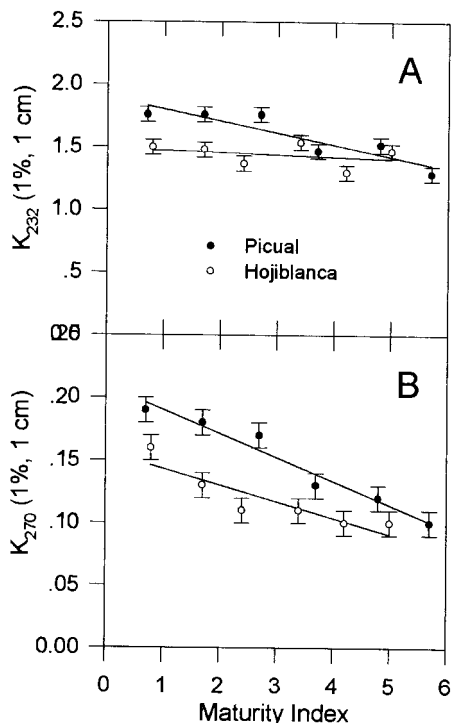 2.5
2.0
1.5
1.0
.5
K232 (1%, 1 cm)
A
Picual
Hojiblanca
.20
.15
.10
.05
0.00
K270 (1%, 1 cm)
B
0 1 2 3 4 5 6
Maturity Index